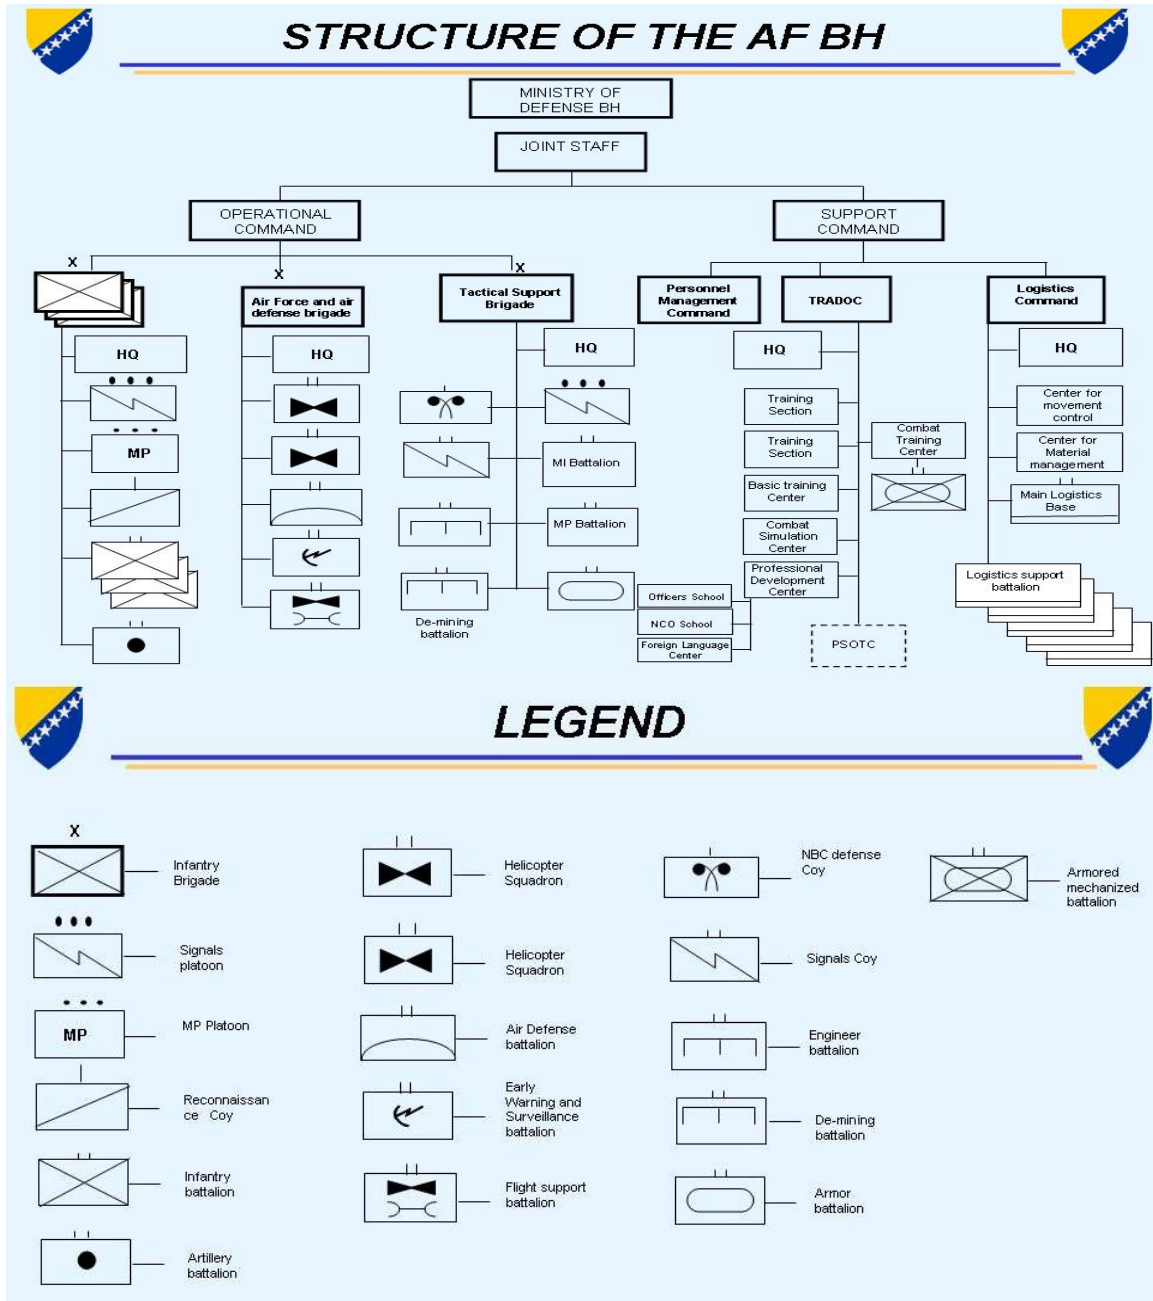 STRUCTURE OF THE AF BH
MINISTRY OF
DEFENSE BH
JOINT STAFF
OPERATIONAL
COMMAND
SUPPORT
COMMAND
X
X
X
Air Force and air
defense brigade
Tactical Support
Brigade
Personnel
Management
Command
TRADOC
Logistics
Command
HQ
MP
HQ
HQ
MI Battalion
MP Battalion
De-mining
battalion
HQ
Training
Section
Training
Section
Basic training
Center
Combat
Simulation
Center
Professional
Development
Center
Combat
Training
Center
Officers School
NCO School
Foreign Language
Center
PSOTC
HQ
Center for
movement
control
Center for
Material
management
Main Logistics
Base
Logistics support
battalion
LEGEND
X
Infantry
Brigade
Signals
platoon
MP
MP Platoon
Reconnaissan
ce Coy
Infantry
battalion
Artillery
battalion
Helicopter
Squadron
Helicopter
Squadron
Air Defense
battalion
Early
Warning and
Surveillance
battalion
Flight support
battalion
NBC defense
Coy
Signals Coy
Engineer
battalion
De-mining
battalion
Armor
battalion
Armored
mechanized
battalion